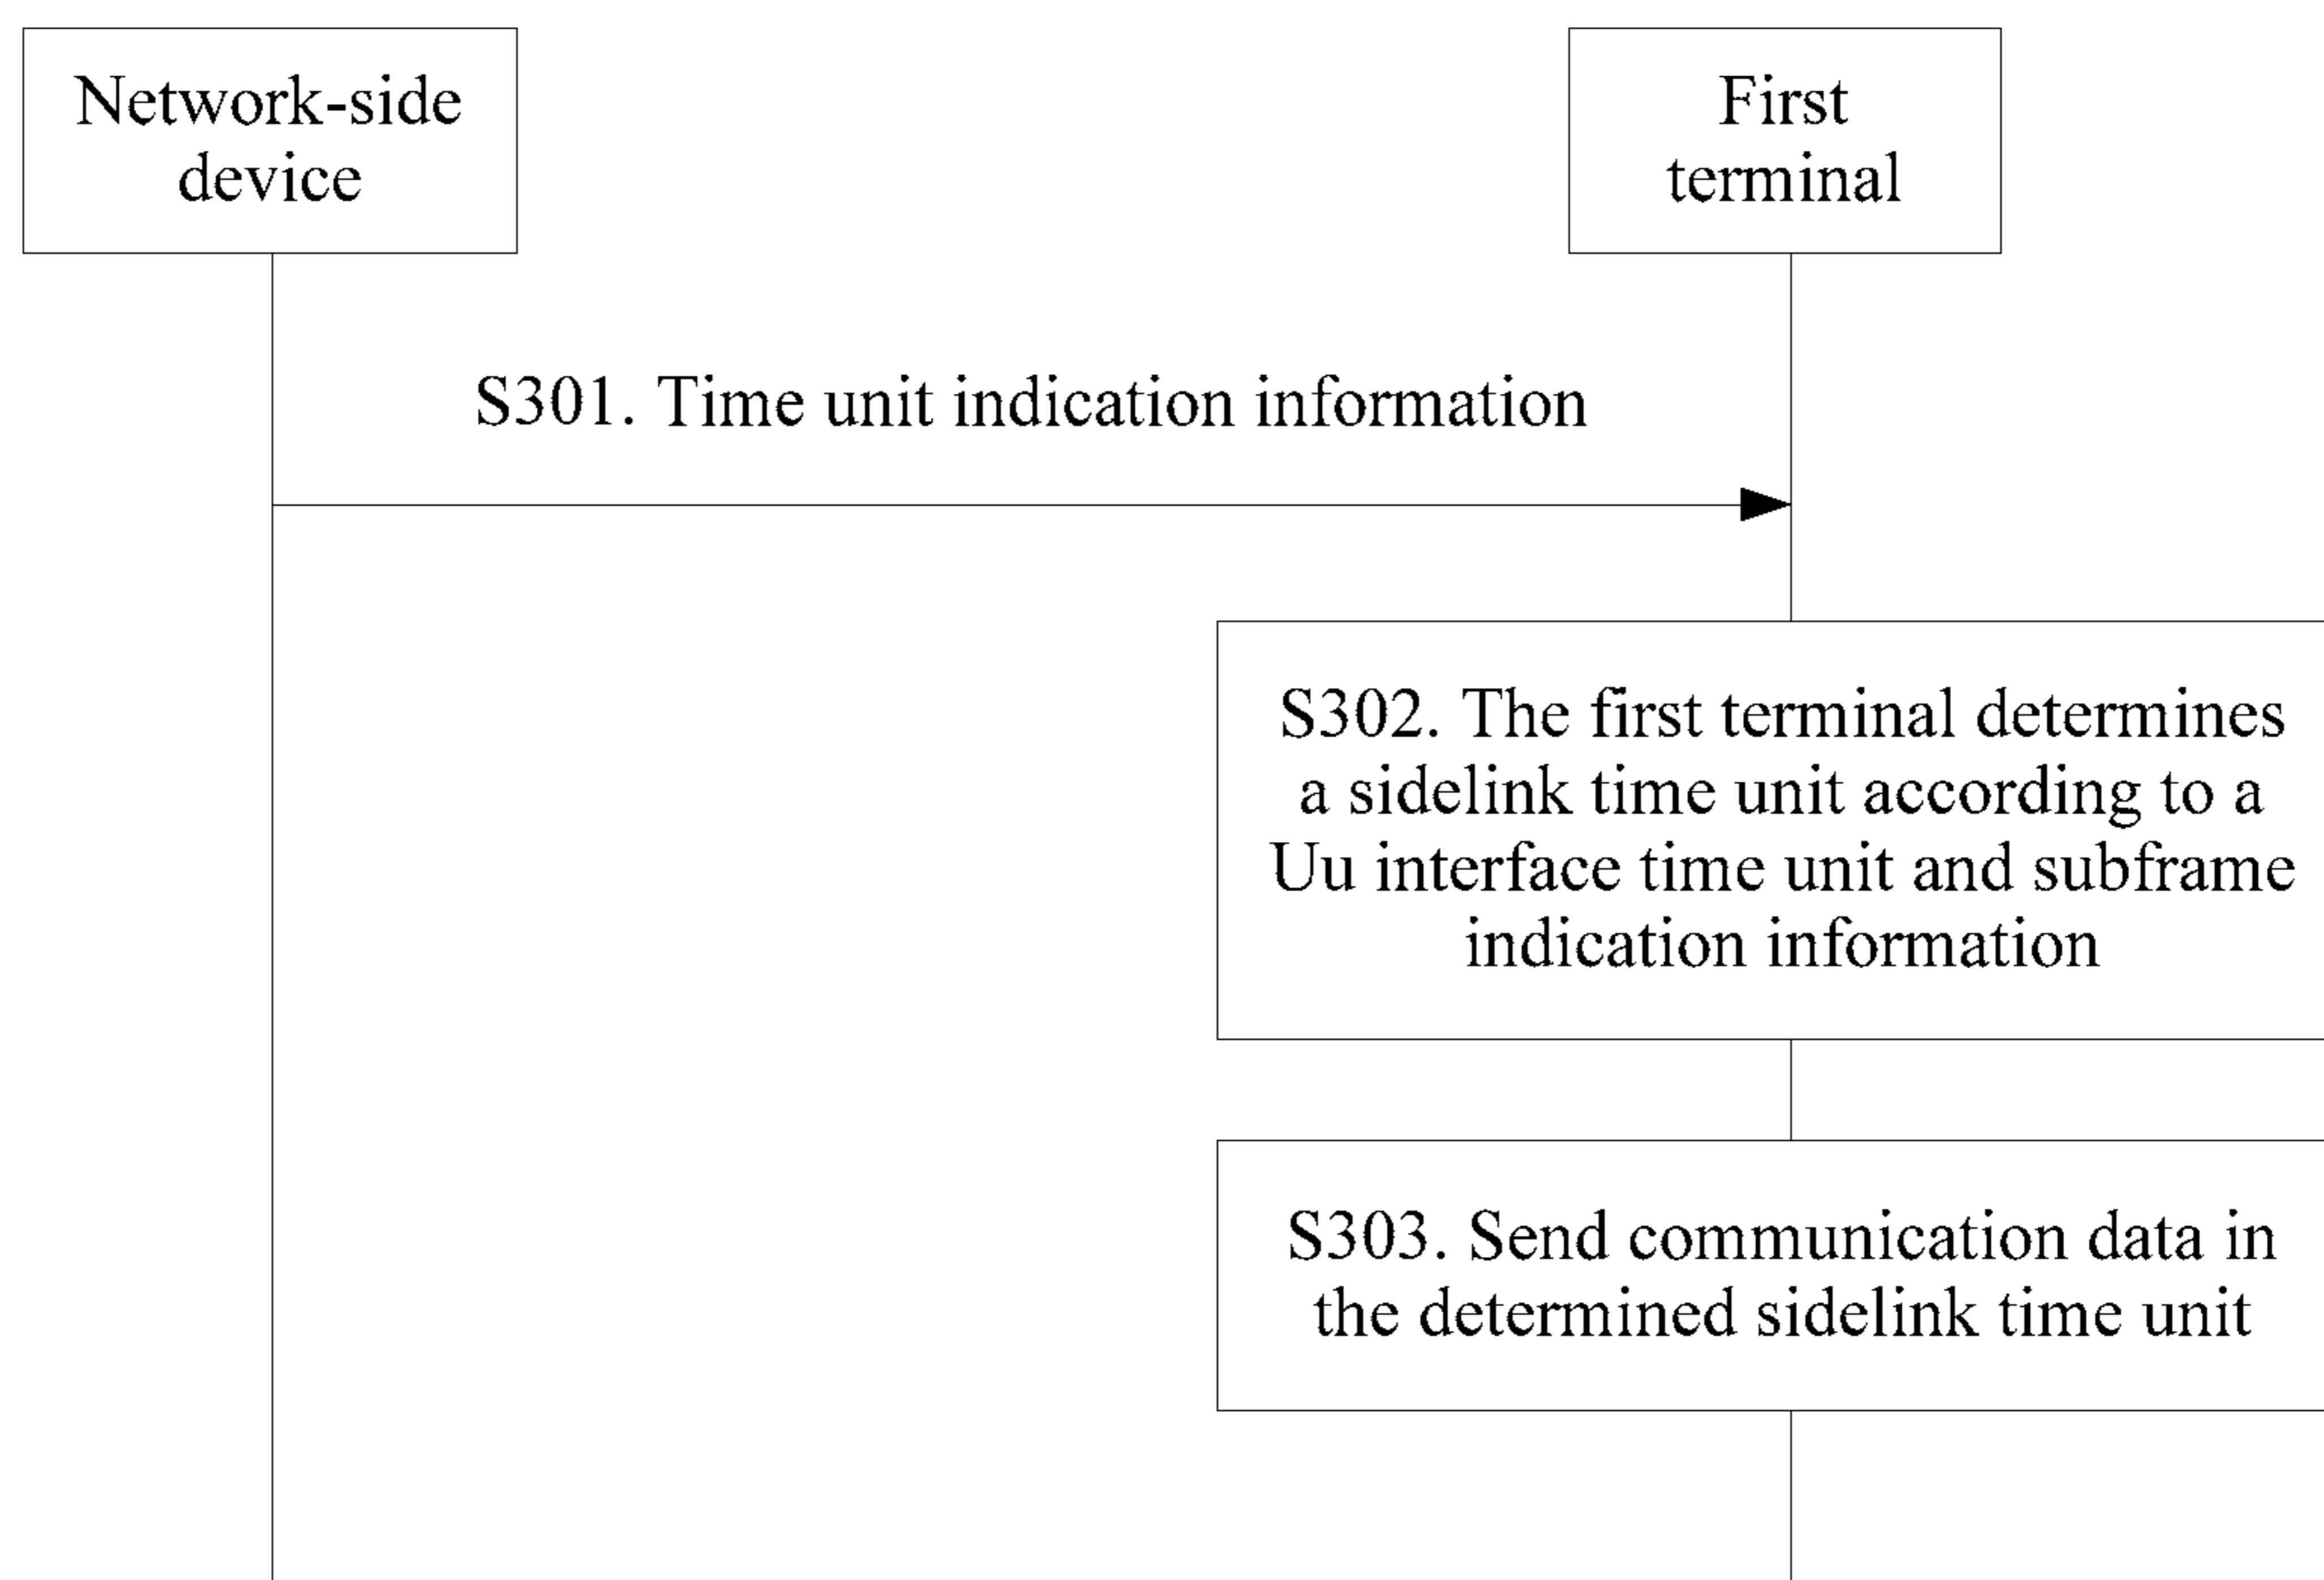 Network-side
device
First
terminal
S301. Time unit indication information
S302. The first terminal determines
a sidelink time unit according to a
Uu interface time unit and subframe
indication information
S303. Send communication data in
the determined sidelink time unit